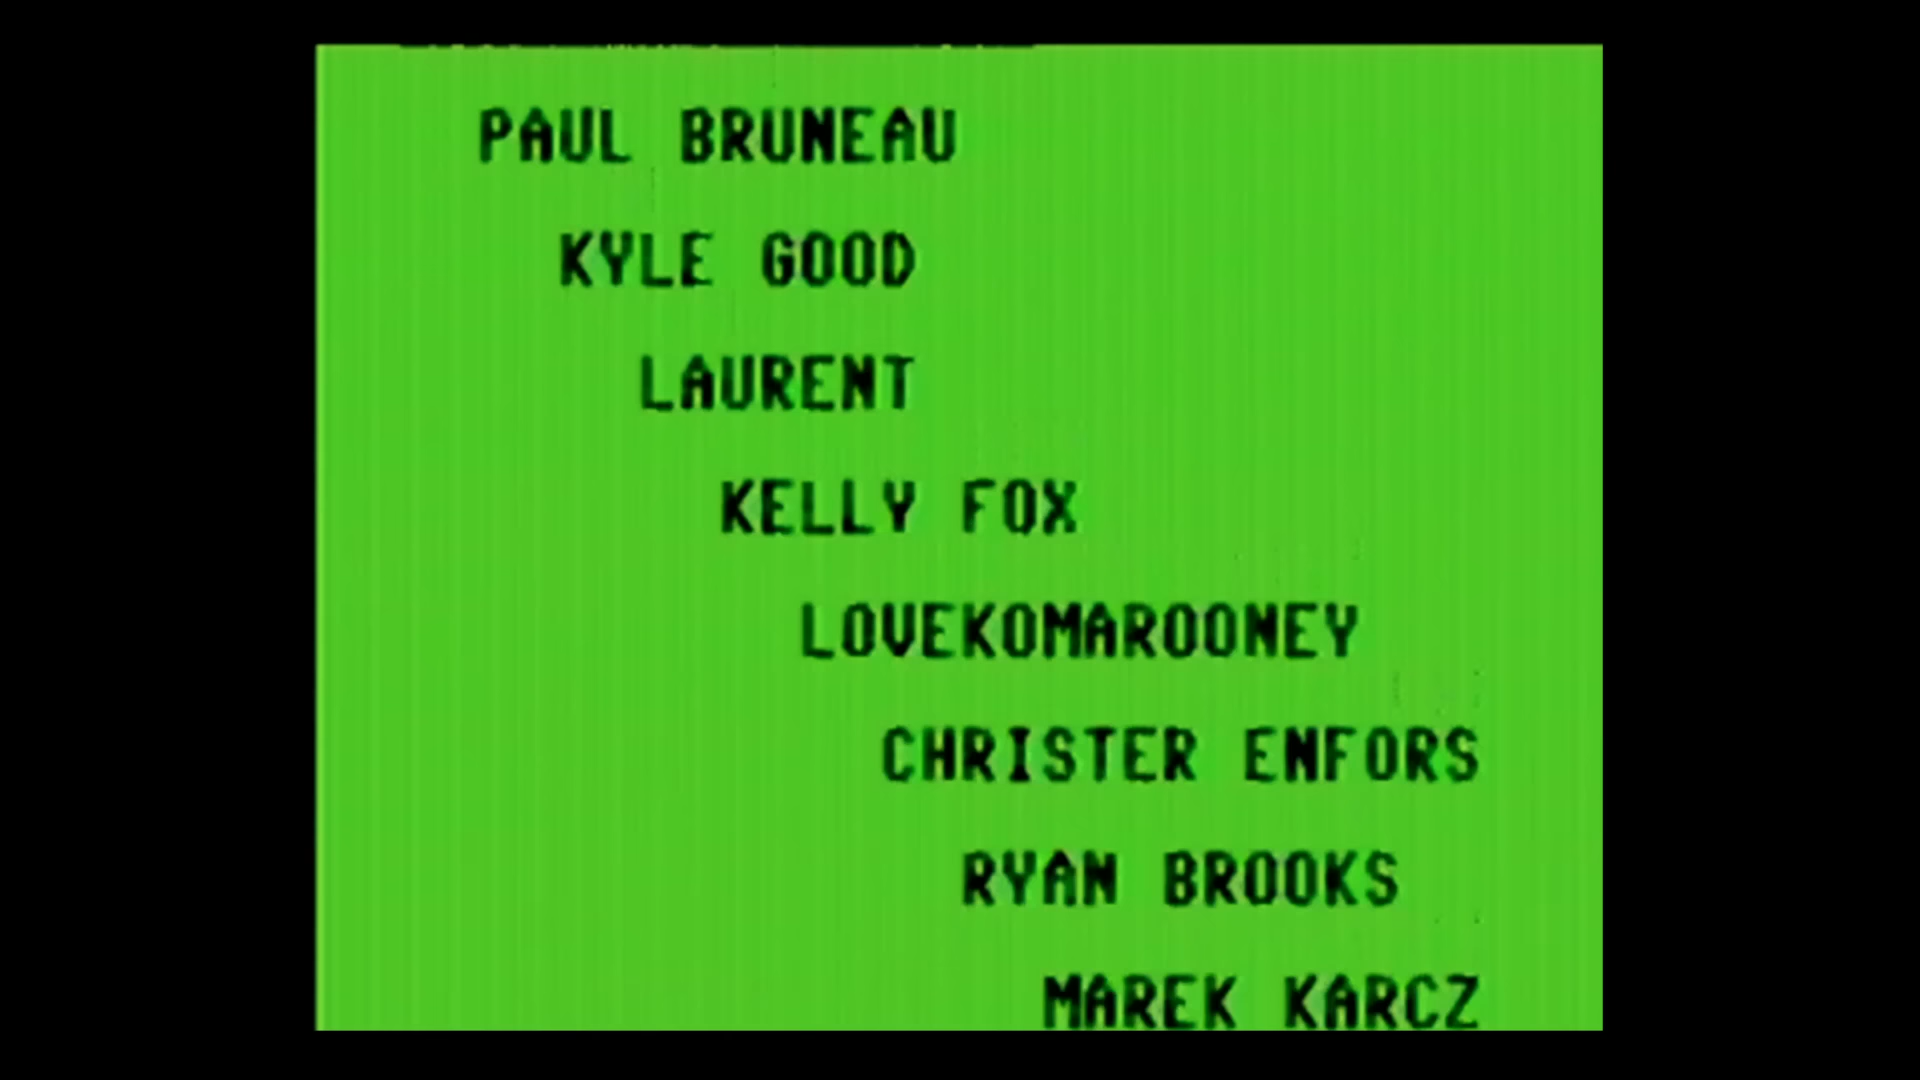 PAUL BRUNEAU
KYLE GOOD
LAURENT
KELLY FOX
LOVEKOMAROONEY
CHRISTER ENFORS
RYAN BROOKS
MAREK KARCZ